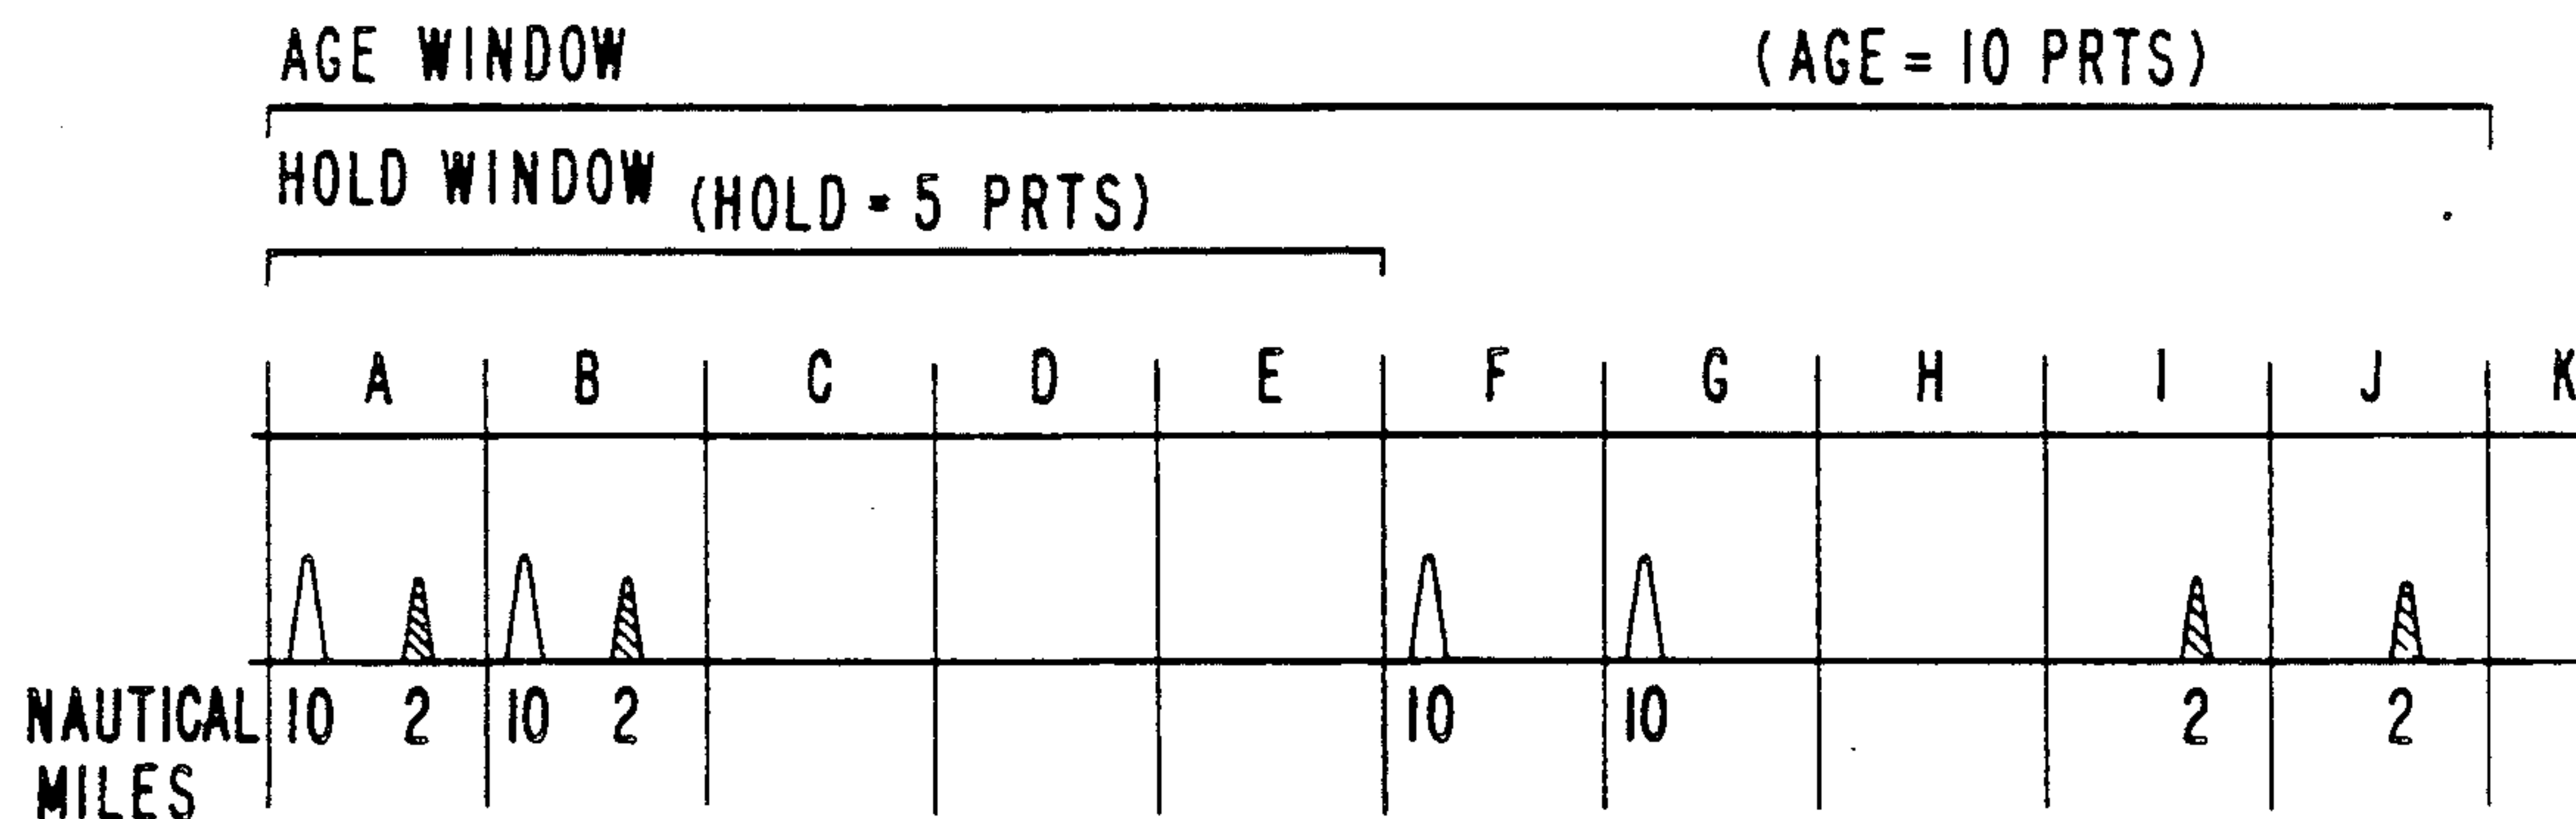 AGE WINDOW (AGE = 10 PRTS)
HOLD WINDOW (HOLD = 5 PRTS)
A B C D E F G H I J K
NAUTICAL 10 2 10 2 10 10 2 2
MILES